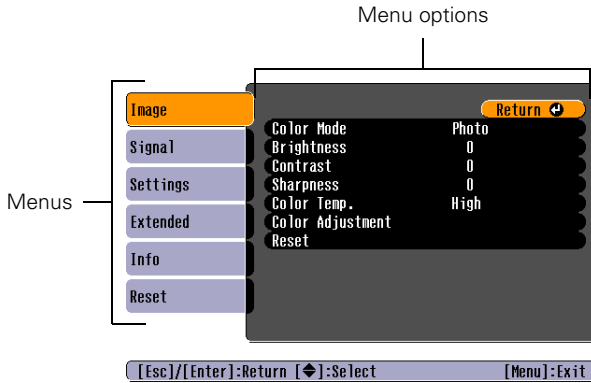 Menu options
Menus
Image
Signal
Settings
Extended
Info
Reset
Return
Color Mode Photo
Brightness 0
Contrast 0
Sharpness 0
Color Temp. High
Color Adjustment
Reset
[Esc]/[Enter]:Return [◆]:Select [Menu]:Exit